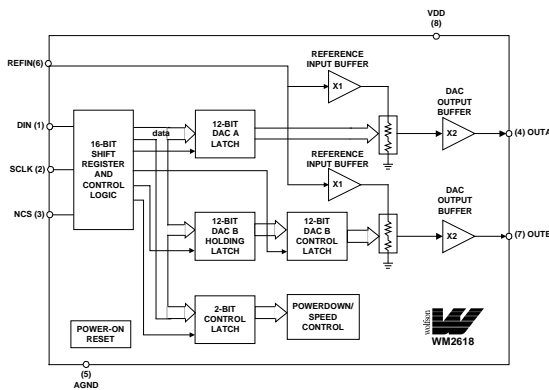 VDD
(8)
REFIN(6)
REFERENCE
INPUT BUFFER
X1
DAC
OUTPUT
BUFFER
DIN (1)
data
12-BIT
DAC A
LATCH
X2
(4) OUTA
16-BIT
SHIFT
REGISTER
AND
CONTROL
LOGIC
SCLK (2)
REFERENCE
INPUT BUFFER
X1
DAC
OUTPUT
BUFFER
NCS (3)
12-BIT
DAC B
HOLDING
LATCH
12-BIT
DAC B
CONTROL
LATCH
X2
(7) OUTB
2-BIT
CONTROL
LATCH
POWERDOWN/
SPEED
CONTROL
POWER-ON
RESET
wolfson
WM2618
(5)
AGND